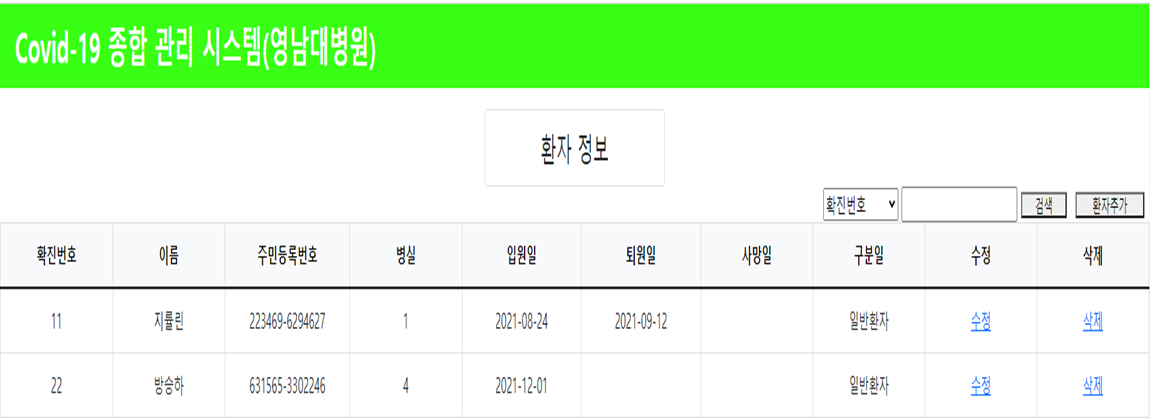 Covid-19 종합 관리 시스템(영남대병원)
환자 정보
확진번호 검색 환자추가
확진번호 이름 주민등록번호 병실 입원일 퇴원일 사망일 구분일 수정 삭제
11 지률린 223469-6294627 1 2021-08-24 2021-09-12 일반환자 수정 삭제
22 방승하 631565-3302246 4 2021-12-01 일반환자 수정 삭제